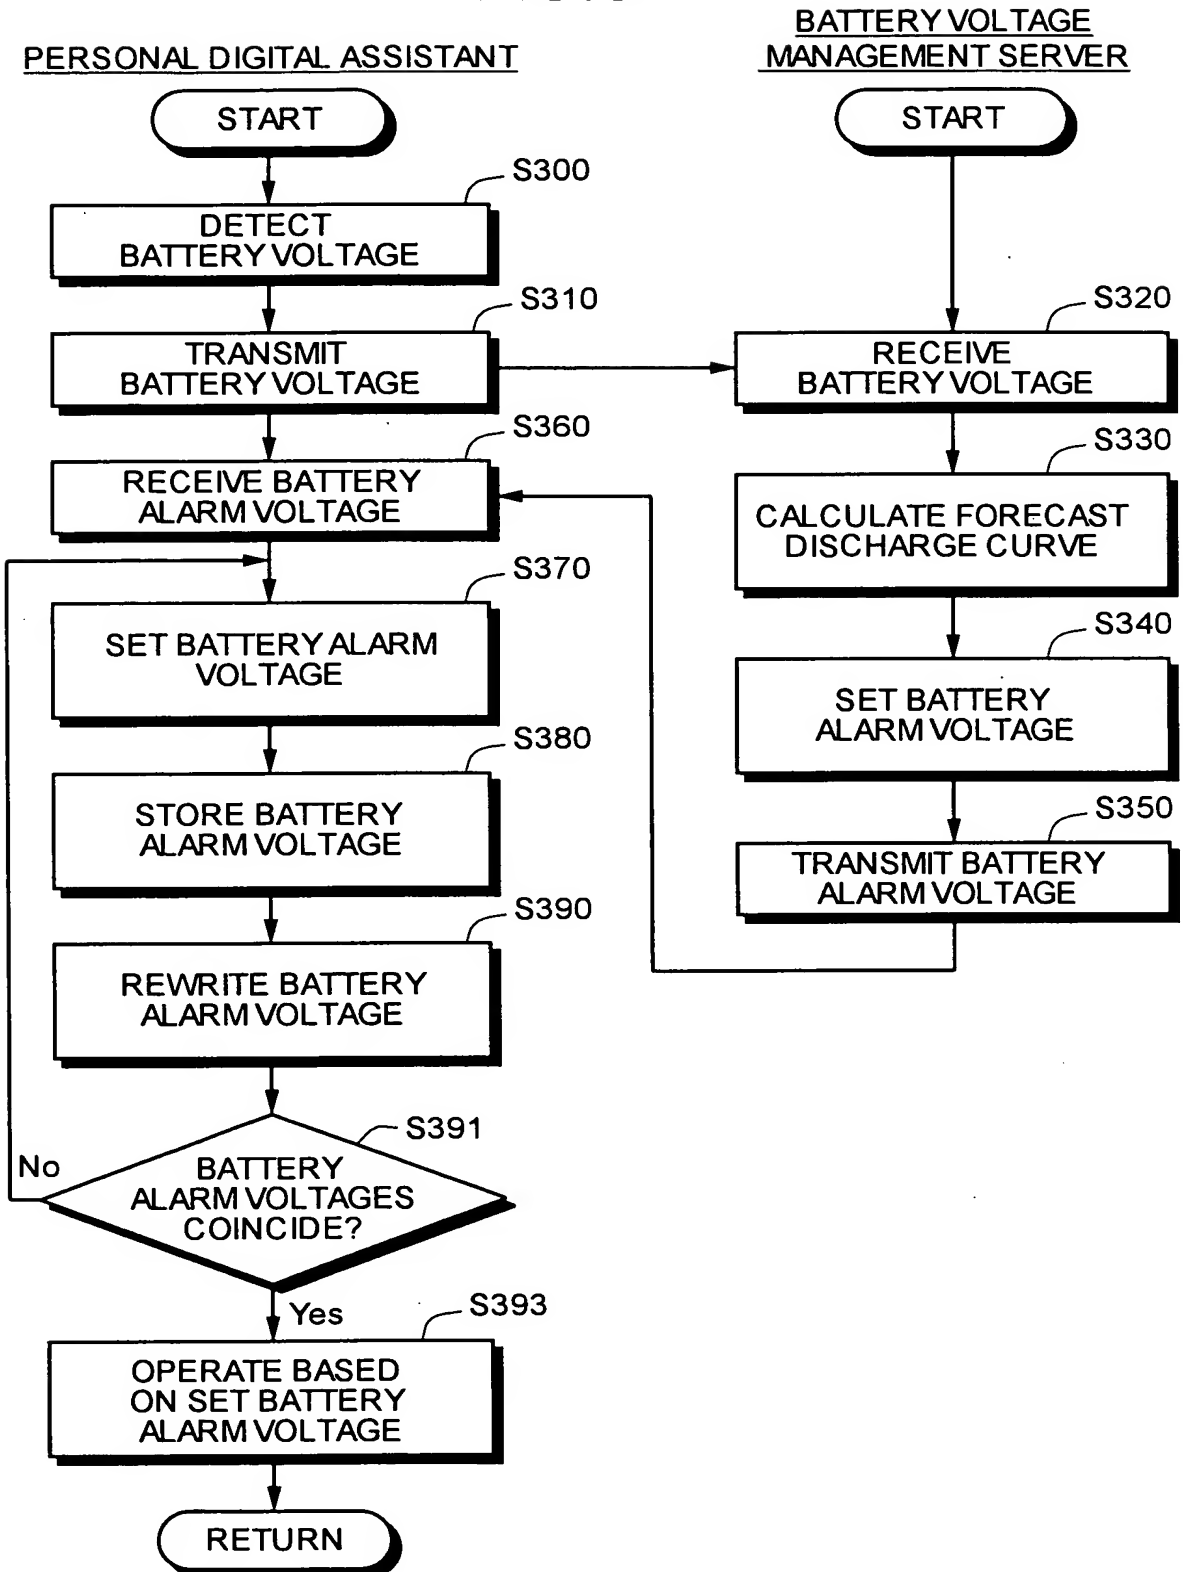 PERSONAL DIGITAL ASSISTANT
START
S300
DETECT
BATTERY VOLTAGE
S310
TRANSMIT
BATTERY VOLTAGE
S360
RECEIVE BATTERY
ALARM VOLTAGE
S370
SET BATTERY ALARM
VOLTAGE
S380
STORE BATTERY
ALARM VOLTAGE
S390
REWRITE BATTERY
ALARM VOLTAGE
S391
BATTERY
ALARM VOLTAGES
COINCIDE?
No
Yes
S393
OPERATE BASED
ON SET BATTERY
ALARM VOLTAGE
RETURN
BATTERY VOLTAGE
MANAGEMENT SERVER
START
S320
RECEIVE
BATTERY VOLTAGE
S330
CALCULATE FORECAST
DISCHARGE CURVE
S340
SET BATTERY
ALARM VOLTAGE
S350
TRANSMIT BATTERY
ALARM VOLTAGE